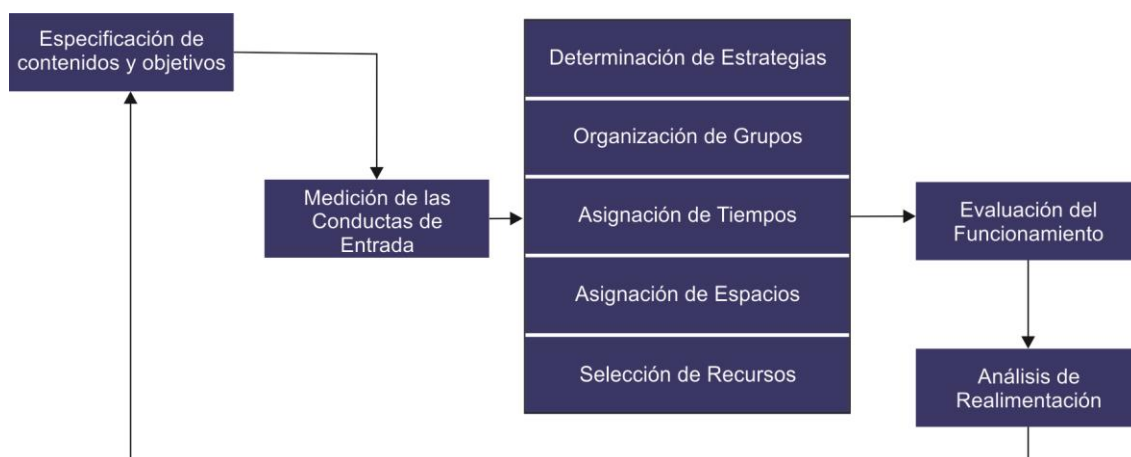 Especificación de
contenidos y objetivos
Medición de las
Conductas de
Entrada
Determinación de Estrategias
Organización de Grupos
Asignación de Tiempos
Asignación de Espacios
Selección de Recursos
Evaluación del
Funcionamiento
Análisis de
Realimentación